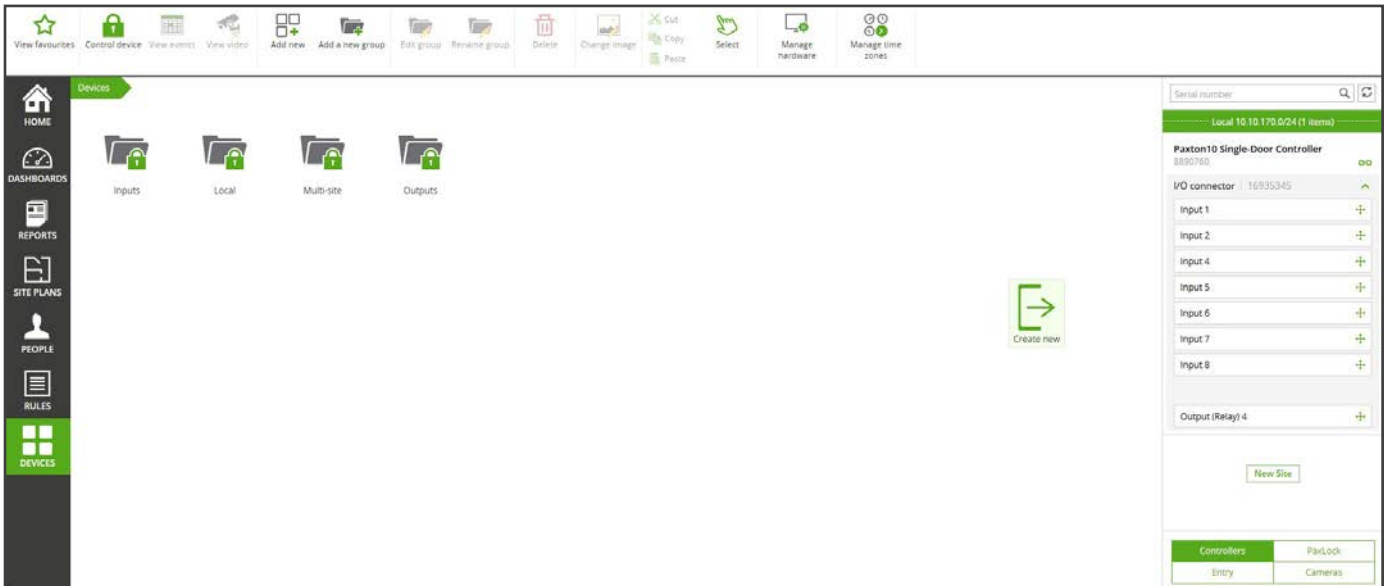 View favourites
Control device
View events
View video
Add new
Add a new group
Edit group
Rename group
Delete
Change image
Cut
Copy
Paste
Select
Manage
hardware
Manage time
zones
HOME
DASHBOARDS
REPORTS
SITE PLANS
PEOPLE
RULES
DEVICES
Devices
Inputs
Local
Multi-site
Outputs
Create new
Serial number
Local 10.10.170.0/24 (1 items)
Paxton10 Single-Door Controller
8890760
I/O connector | 16935345
Input 1
Input 2
Input 4
Input 5
Input 6
Input 7
Input 8
Output (Relay) 4
New Site
Controllers
PaxLock
Entry
Cameras